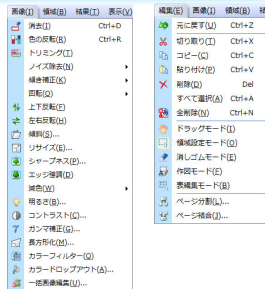 画像(I) 領域(B) 結果(T) 表示(V)
消去(I) Ctrl+D
色の反転(R) Ctrl+R
トリミング(T)
ノイズ除去(N)
傾き補正(K)
回転(O)
上下反転(F)
左右反転(H)
傾斜(S)...
リサイズ(E)...
シャープネス(P)...
エッジ強調(D)
減色(W)
明るさ(B)...
コントラスト(C)...
ガンマ補正(G)...
長方形化(M)...
カラーフィルター(Q)
カラードロップアウト(A)...
一括画像編集(U)...
編集(E) 画像(I) 領域(B)
元に戻す(U) Ctrl+Z
切り取り(T) Ctrl+X
コピー(C) Ctrl+C
貼り付け(P) Ctrl+V
削除(D) Del
すべて選択(A) Ctrl+A
全削除(N) Ctrl+N
ドラッグモード(I)
領域設定モード(O)
消しゴムモード(E)
作図モード(F)
表編集モード(B)
ページ分割(L)...
ページ結合(J)...